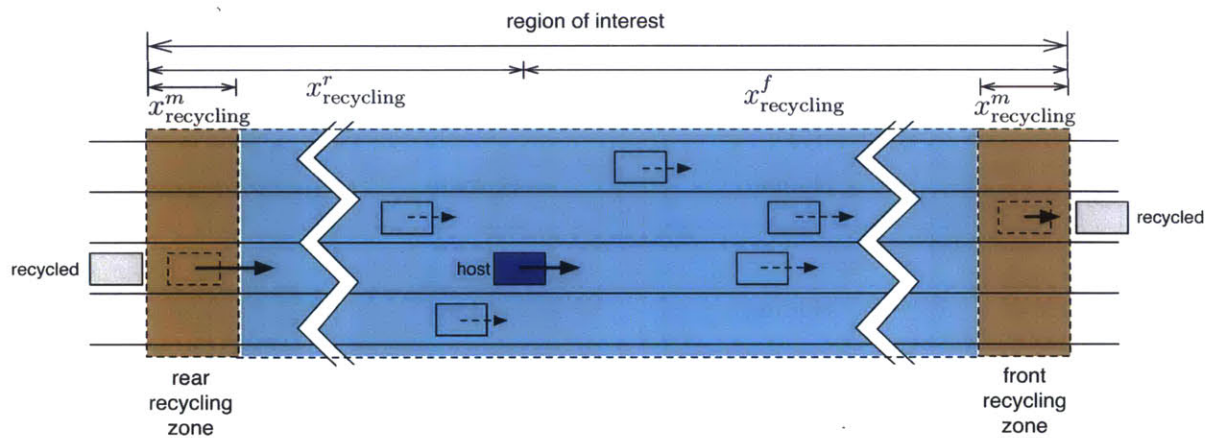 region of interest
x^r_recycling
x^f_recycling
x^m_recycling
x^m_recycling
recycled
recycled
host
rear
recycling
zone
front
recycling
zone